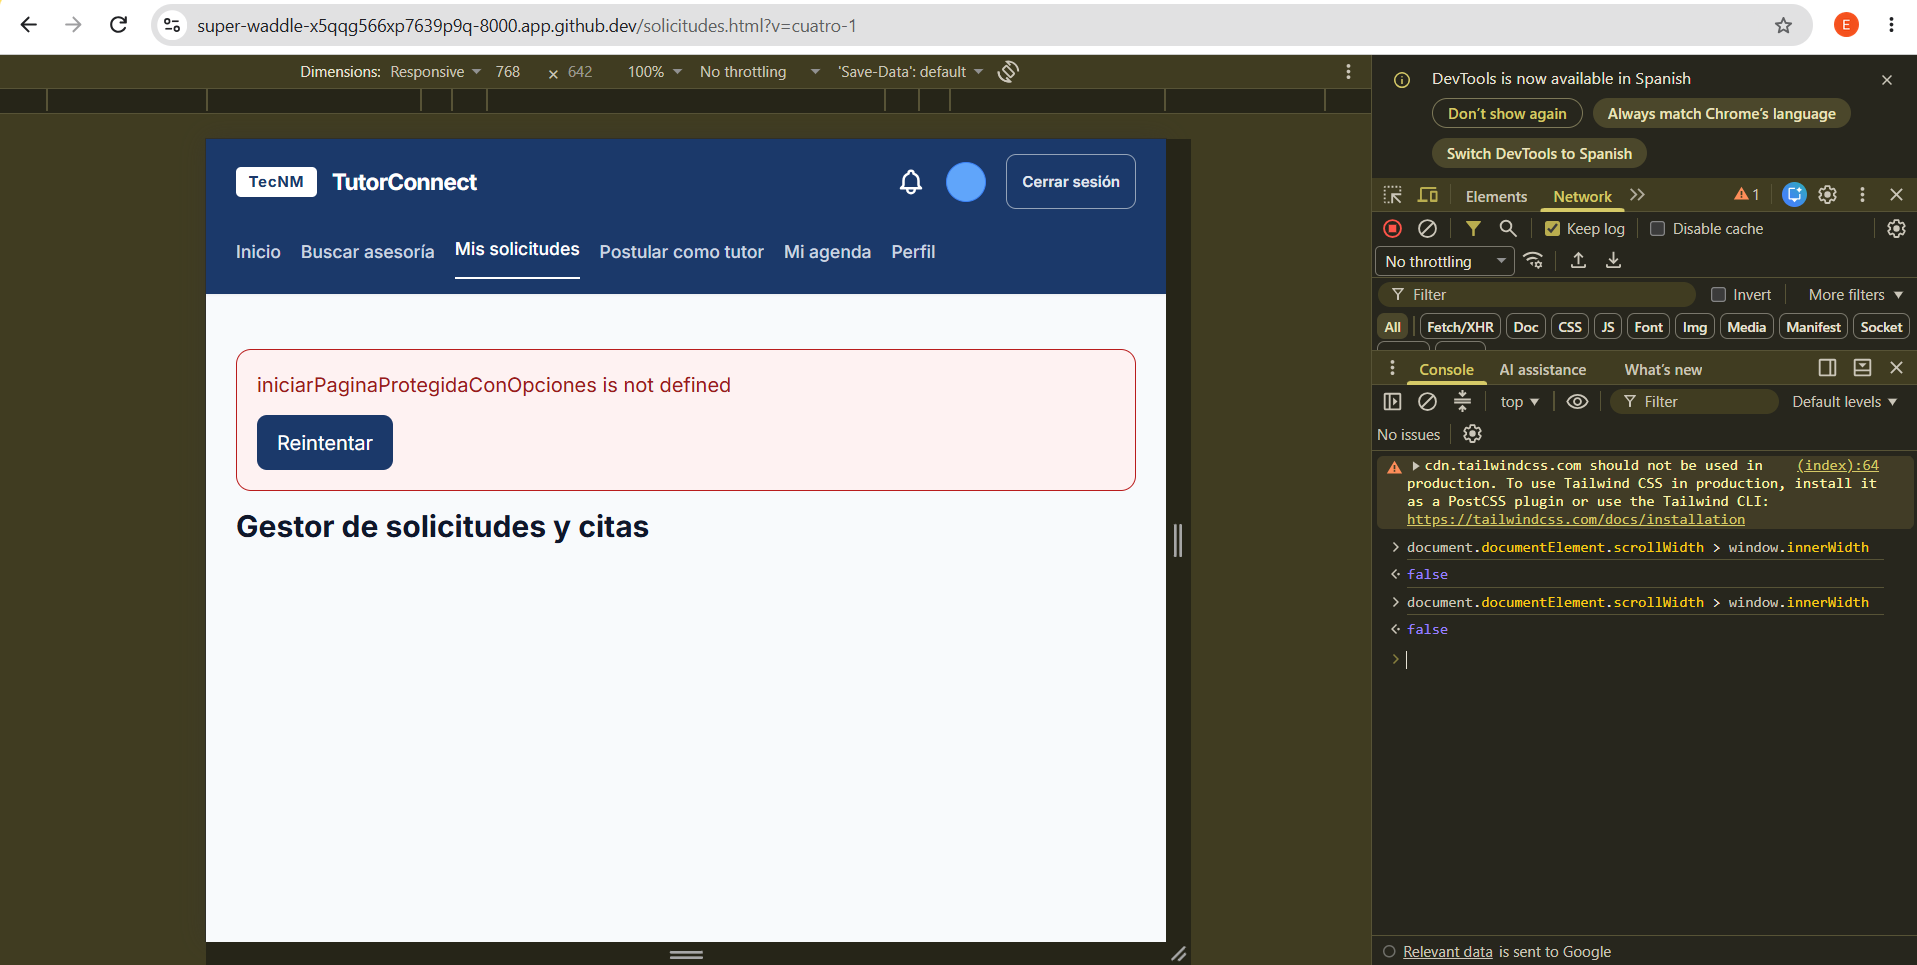 super-waddle-x5qqg566xp7639p9q-8000.app.github.dev/solicitudes.html?v=cuatro-1
E
Dimensions: Responsive 768 × 642 100% No throttling 'Save-Data': default
TecNM TutorConnect Cerrar sesión
Inicio Buscar asesoría Mis solicitudes Postular como tutor Mi agenda Perfil
iniciarPaginaProtegidaConOpciones is not defined
Reintentar
Gestor de solicitudes y citas
DevTools is now available in Spanish
Don't show again Always match Chrome's language
Switch DevTools to Spanish
Elements Network 1
Keep log Disable cache
No throttling
Filter Invert More filters
All Fetch/XHR Doc CSS JS Font Img Media Manifest Socket
Console AI assistance What's new
top Filter Default levels
No issues
cdn.tailwindcss.com should not be used in (index):64
production. To use Tailwind CSS in production, install it
as a PostCSS plugin or use the Tailwind CLI:
https://tailwindcss.com/docs/installation
document.documentElement.scrollWidth > window.innerWidth
false
document.documentElement.scrollWidth > window.innerWidth
false
Relevant data is sent to Google